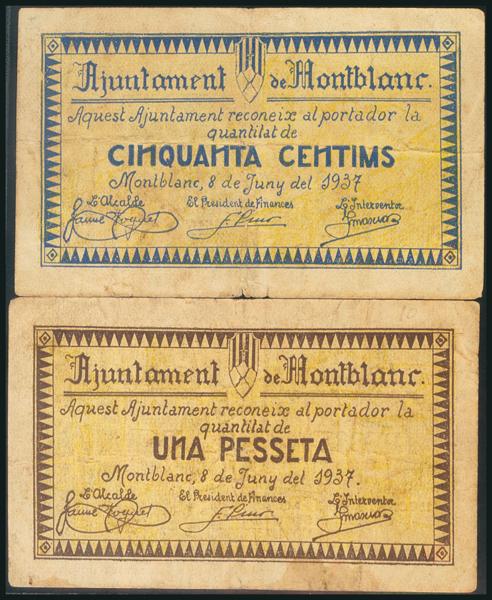 Ajuntament de Montblanc.
Aquest Ajuntament reconeix al portador la
quantitat de
CINQUANTA CENTIMS
Montblanc, 8 de Juny del 1937
L'Alcalde El President de Finances L'Interventor
Ajuntament de Montblanc.
Aquest Ajuntament reconeix al portador la
quantitat de
UNA PESSETA
Montblanc, 8 de Juny del 1937.
L'Alcalde El President de Finances L'Interventor